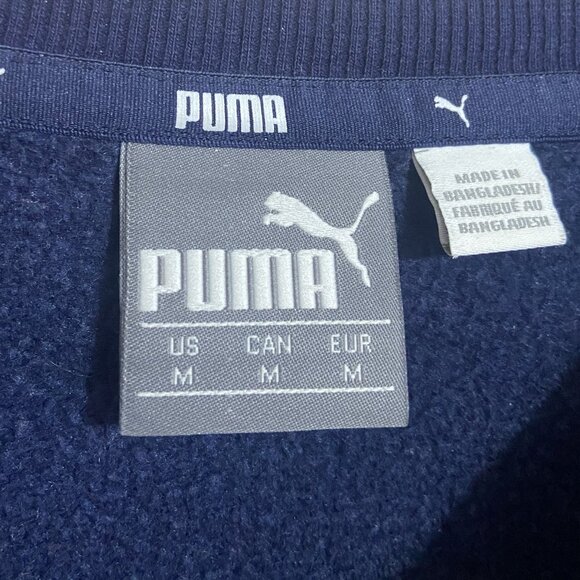 PUMA
MADE IN
BANGLADESH/
FABRIQUÉ AU
BANGLADESH
PUMA
US CAN EUR
M M M